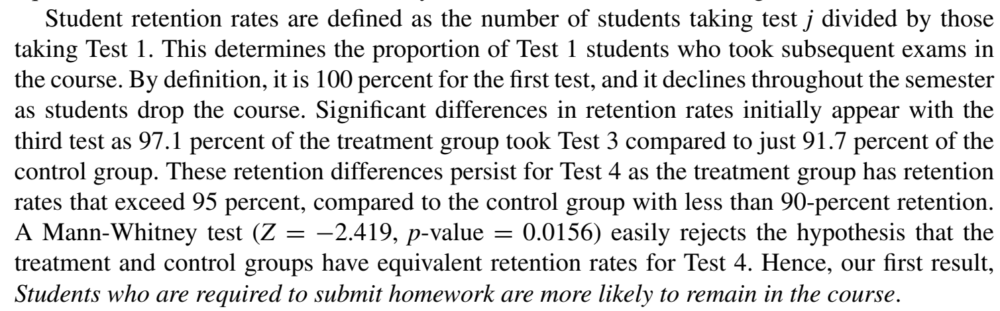 Student retention rates are defined as the number of students taking test j divided by those
taking Test 1. This determines the proportion of Test 1 students who took subsequent exams in
the course. By definition, it is 100 percent for the first test, and it declines throughout the semester
as students drop the course. Significant differences in retention rates initially appear with the
third test as 97.1 percent of the treatment group took Test 3 compared to just 91.7 percent of the
control group. These retention differences persist for Test 4 as the treatment group has retention
rates that exceed 95 percent, compared to the control group with less than 90-percent retention.
A Mann-Whitney test (Z = −2.419, p-value = 0.0156) easily rejects the hypothesis that the
treatment and control groups have equivalent retention rates for Test 4. Hence, our first result,
Students who are required to submit homework are more likely to remain in the course.